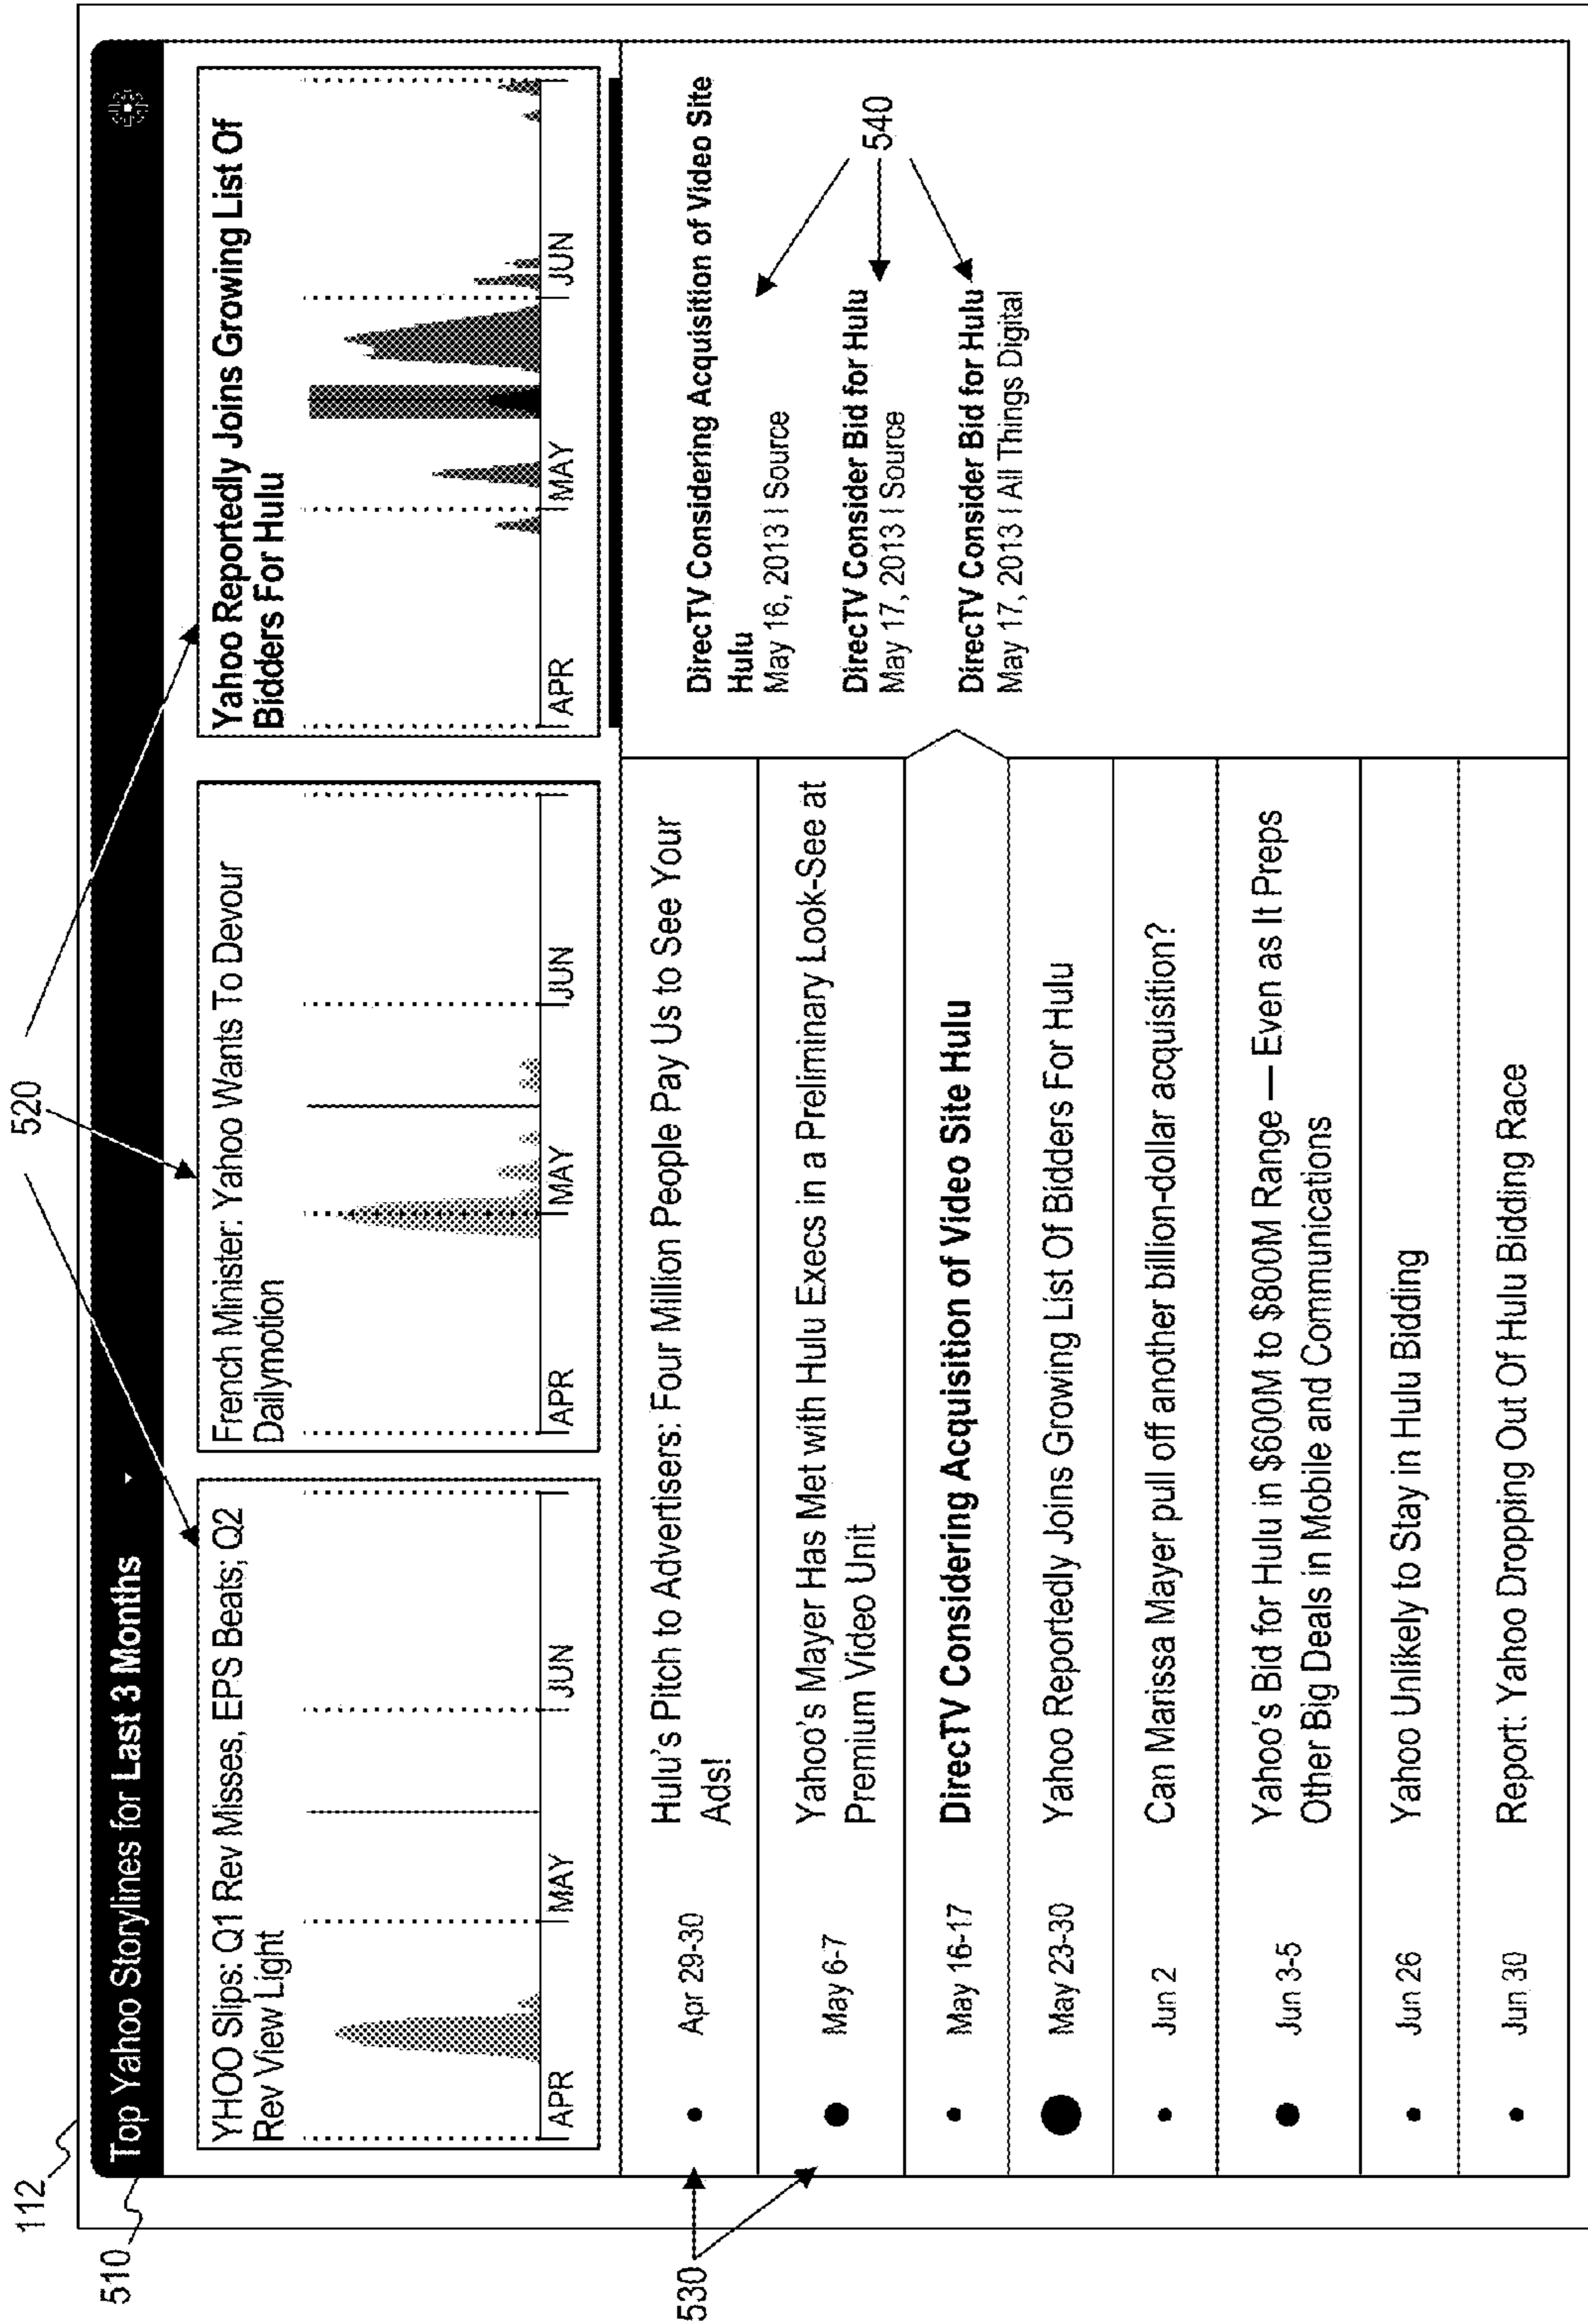 112
510
520
530
540
Top Yahoo Storylines for Last 3 Months
YHOO Slips: Q1 Rev Misses, EPS Beats; Q2
Rev View Light
APR
MAY
JUN
French Minister: Yahoo Wants To Devour
Dailymotion
APR
MAY
JUN
Yahoo Reportedly Joins Growing List Of
Bidders For Hulu
APR
MAY
JUN
Apr 29-30
Hulu's Pitch to Advertisers: Four Million People Pay Us to See Your
Ads!
May 6-7
Yahoo's Mayer Has Met with Hulu Execs in a Preliminary Look-See at
Premium Video Unit
May 16-17
DirecTV Considering Acquisition of Video Site Hulu
May 23-30
Yahoo Reportedly Joins Growing List Of Bidders For Hulu
Jun 2
Can Marissa Mayer pull off another billion-dollar acquisition?
Jun 3-5
Yahoo's Bid for Hulu in $600M to $800M Range — Even as It Preps
Other Big Deals in Mobile and Communications
Jun 26
Yahoo Unlikely to Stay in Hulu Bidding
Jun 30
Report: Yahoo Dropping Out Of Hulu Bidding Race
DirecTV Considering Acquisition of Video Site
Hulu
May 16, 2013 I Source
DirecTV Consider Bid for Hulu
May 17, 2013 I Source
DirecTV Consider Bid for Hulu
May 17, 2013 I All Things Digital